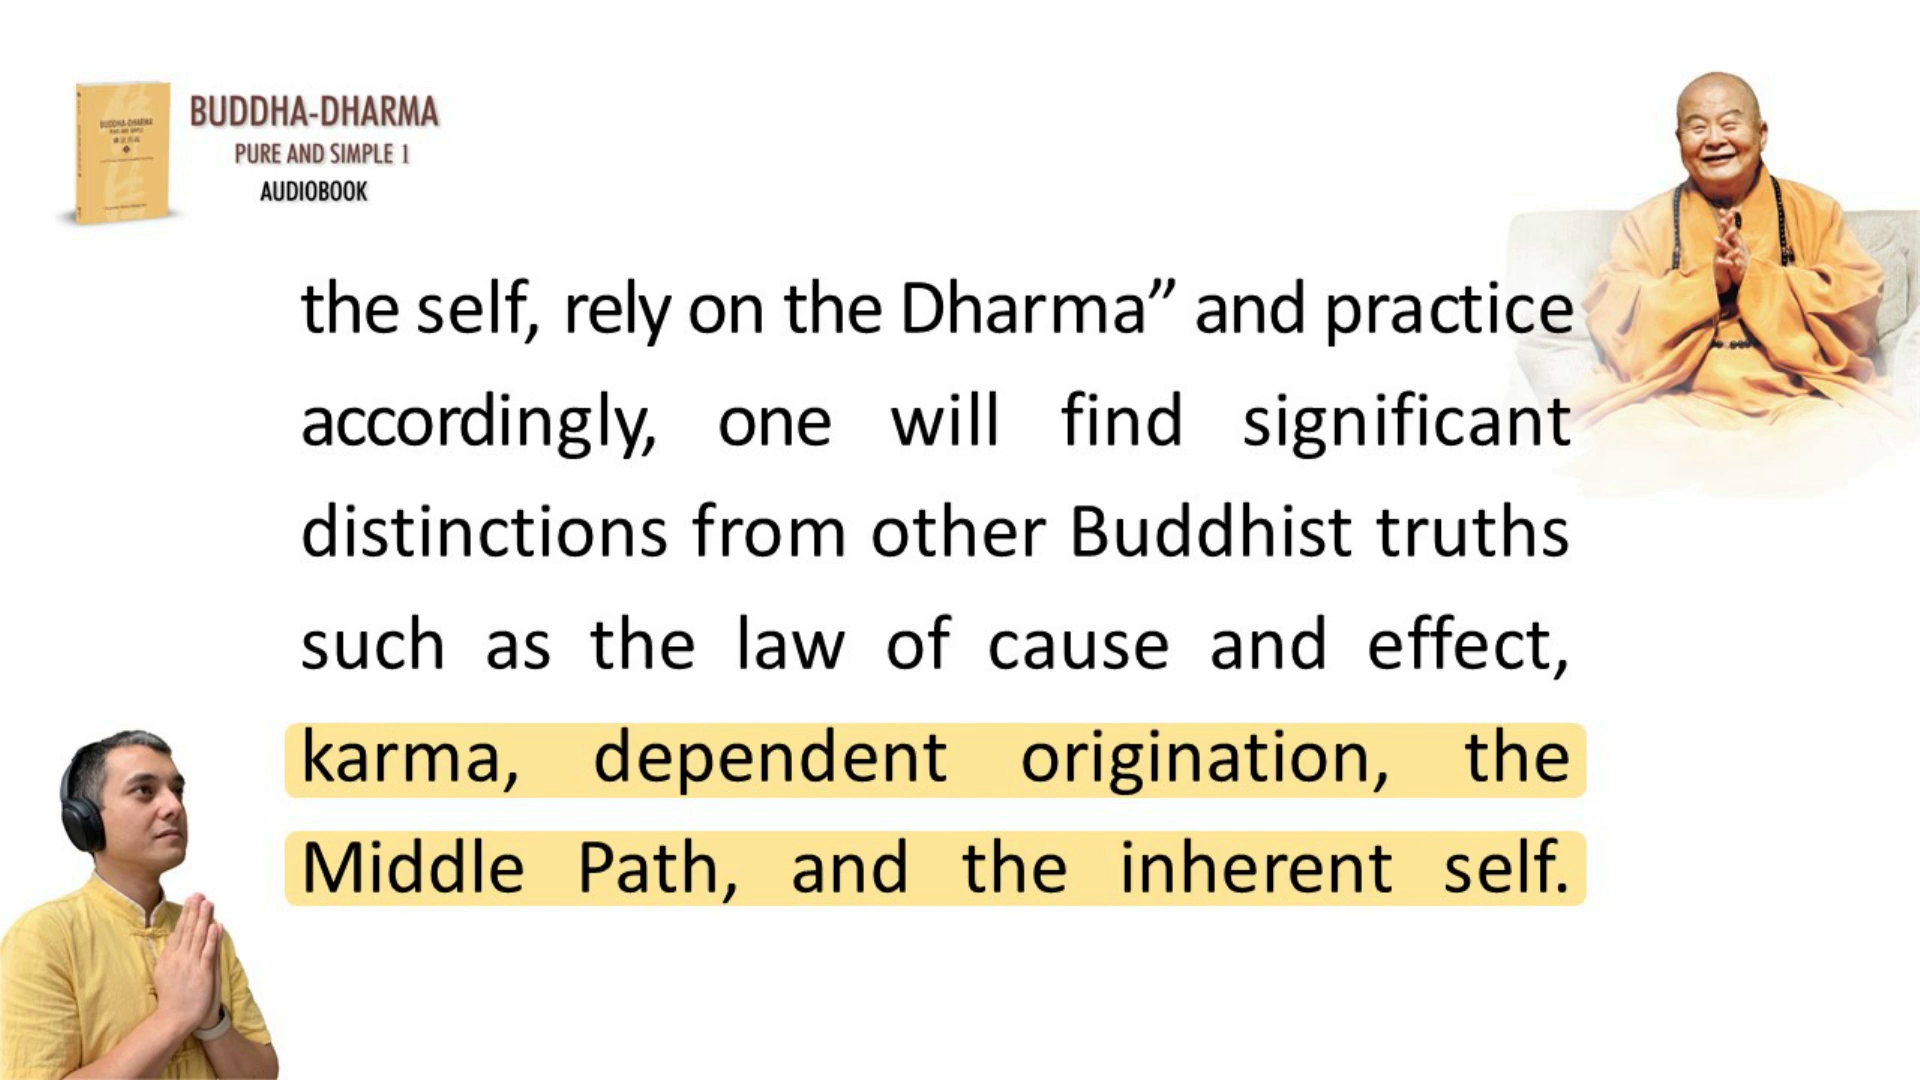 BUDDHA-DHARMA
PURE AND SIMPLE 1
AUDIOBOOK
BUDDHA-DHARMA
the self, rely on the Dharma” and practice
accordingly, one will find significant
distinctions from other Buddhist truths
such as the law of cause and effect,
karma, dependent origination, the
Middle Path, and the inherent self.